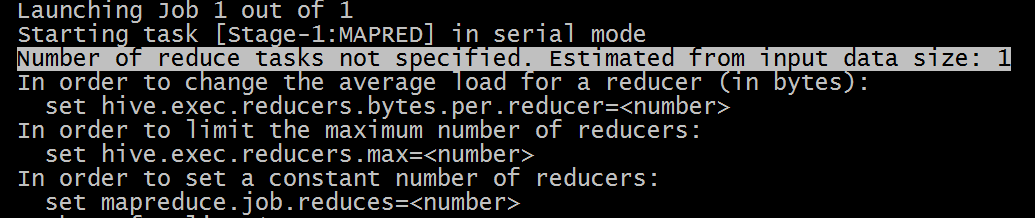 Launching Job 1 out of 1
Starting task [Stage-1:MAPRED] in serial mode
Number of reduce tasks not specified. Estimated from input data size: 1
In order to change the average load for a reducer (in bytes):
  set hive.exec.reducers.bytes.per.reducer=<number>
In order to limit the maximum number of reducers:
  set hive.exec.reducers.max=<number>
In order to set a constant number of reducers:
  set mapreduce.job.reduces=<number>